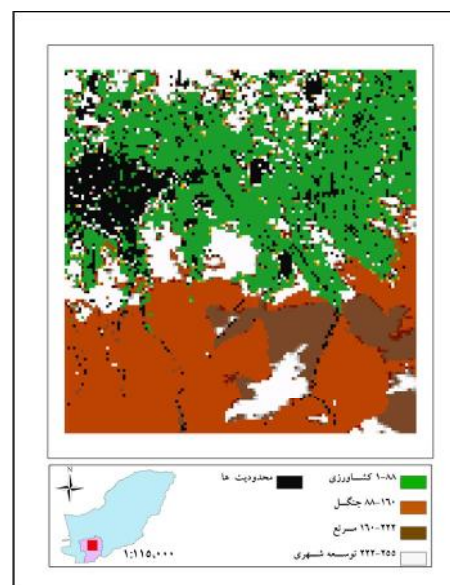 N
۱:۱۱۵,۰۰۰
محدودیت ها
۱-۸۸ کشاورزی
۸۸-۱۶۰ جنگل
۱۶۰-۲۲۲ مرتع
۲۲۲-۲۵۵ توسعه شهری